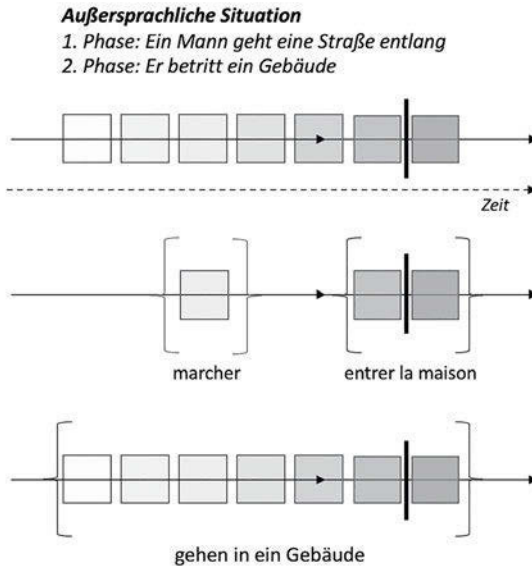 Außersprachliche Situation
1. Phase: Ein Mann geht eine Straße entlang
2. Phase: Er betritt ein Gebäude
Zeit
marcher
entrer la maison
gehen in ein Gebäude